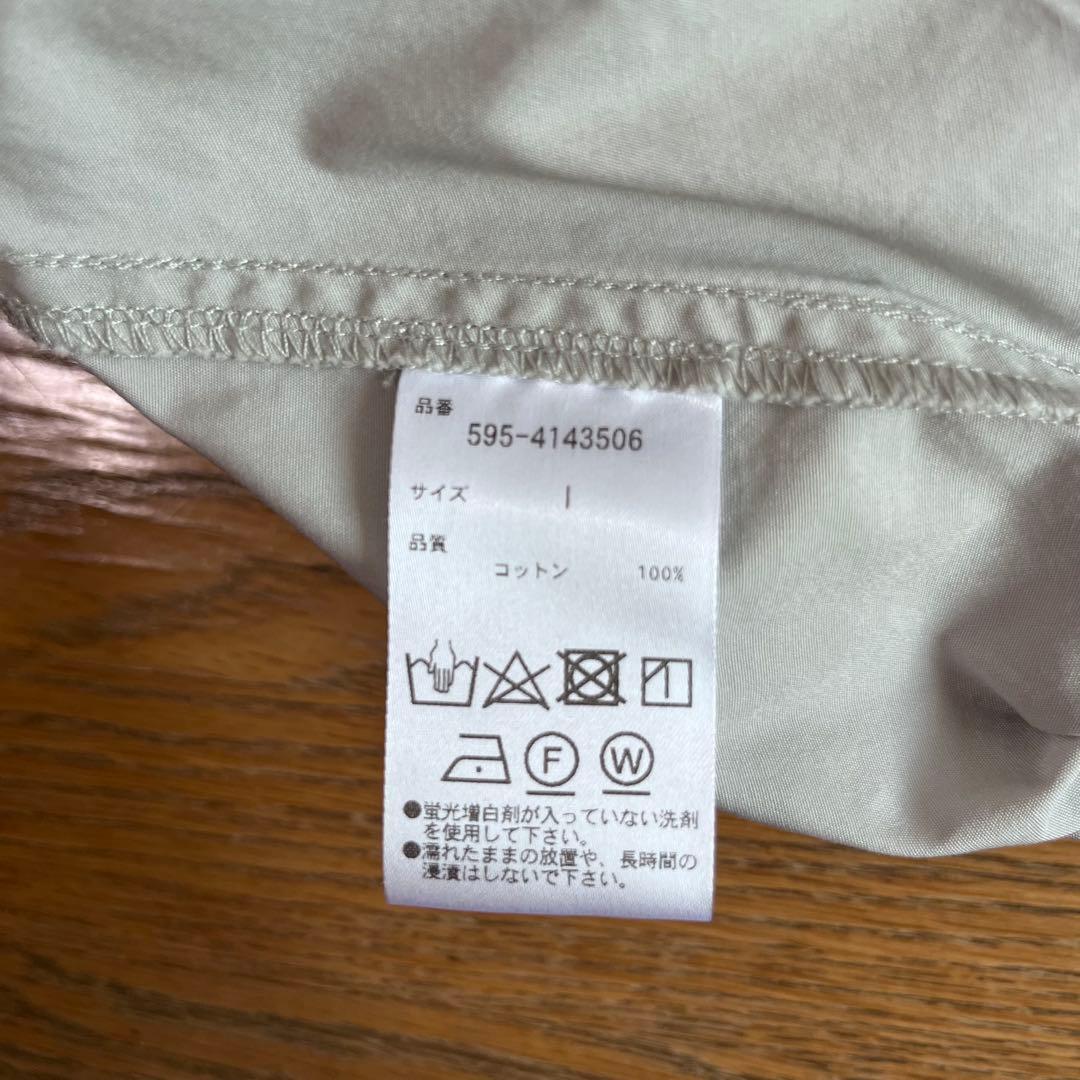 品番
595-4143506
サイズ I
品質
コットン 100%
F W
●蛍光増白剤が入っていない洗剤
を使用して下さい。
●濡れたままの放置や、長時間の
浸漬はしないで下さい。